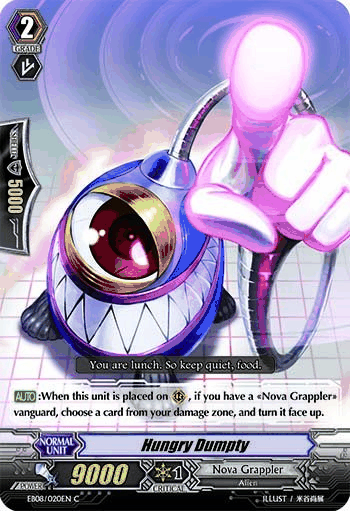 2
GRADE
SHIELD
5000
You are lunch. So keep quiet, food.
AUTO :When this unit is placed on , if you have a «Nova Grappler»
vanguard, choose a card from your damage zone, and turn it face up.
NORMAL
UNIT
Hungry Dumpty
POWER
9000
1
CRITICAL
Nova Grappler
Alien
EB08/020EN C
ILLUST / 米谷尚展